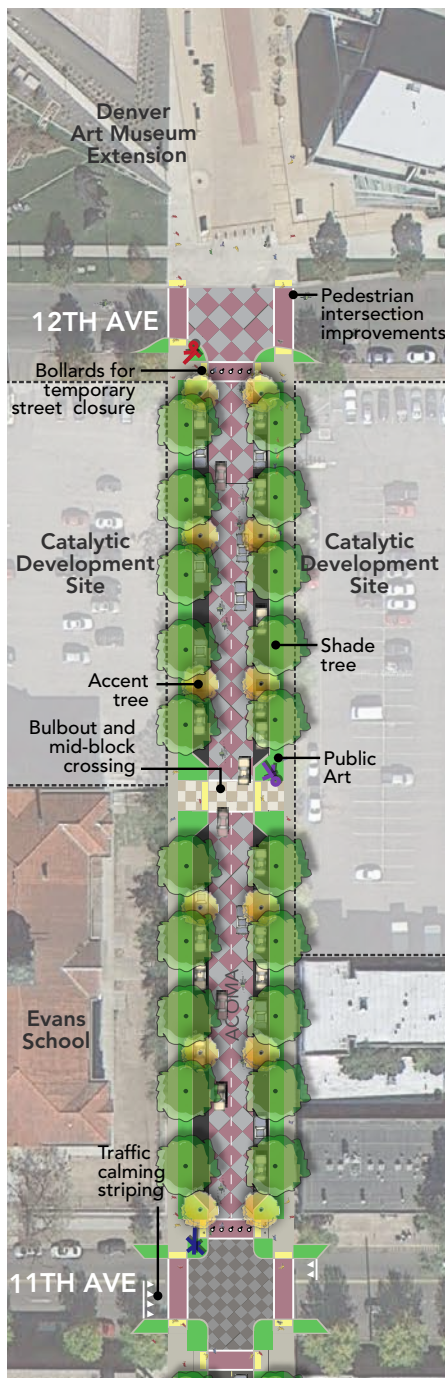 Denver
Art Museum
Extension
12TH AVE
Pedestrian
intersection
improvements
Bollards for
temporary
street closure
Catalytic
Development
Site
Catalytic
Development
Site
Shade
tree
Accent
tree
Bulbout and
mid-block
crossing
Public
Art
ACOMA
Evans
School
Traffic
calming
striping
11TH AVE